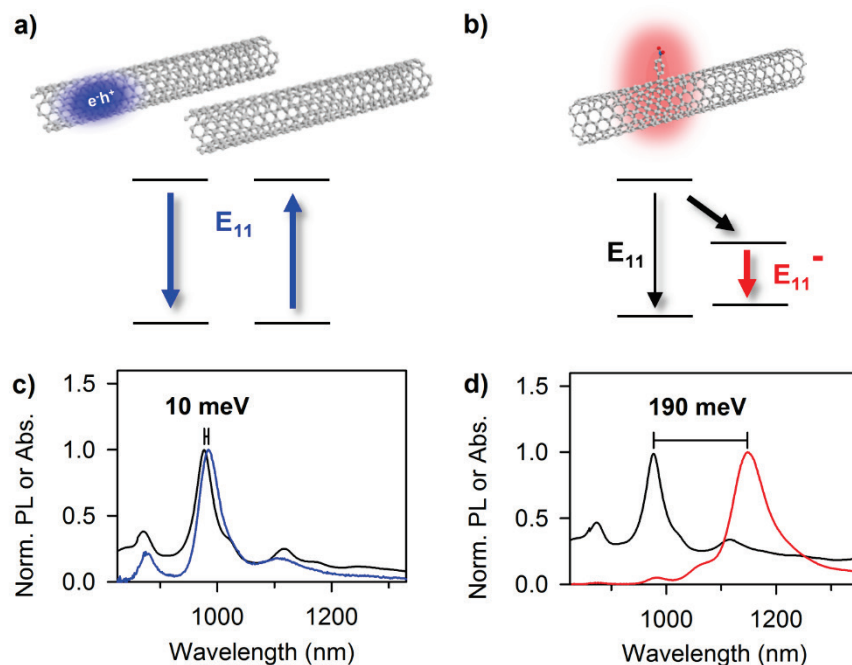 a)
e⁻h⁺
E₁₁
b)
E₁₁
E₁₁⁻
c)
10 meV
Norm. PL or Abs.
1.5
1.0
0.5
0.0
1000
1200
Wavelength (nm)
d)
190 meV
Norm. PL or Abs.
1.5
1.0
0.5
0.0
1000
1200
Wavelength (nm)